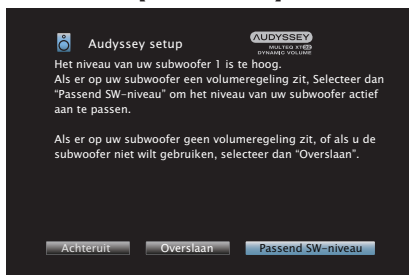 Audyssey setup
AUDYSSEY
MULTEQ XT32
DYNAMIC VOLUME
Het niveau van uw subwoofer 1 is te hoog.
Als er op uw subwoofer een volumeregeling zit, Selecteer dan
“Passend SW-niveau” om het niveau van uw subwoofer actief
aan te passen.
Als er op uw subwoofer geen volumeregeling zit, of als u de
subwoofer niet wilt gebruiken, selecteer dan “Overslaan”.
Achteruit
Overslaan
Passend SW-niveau